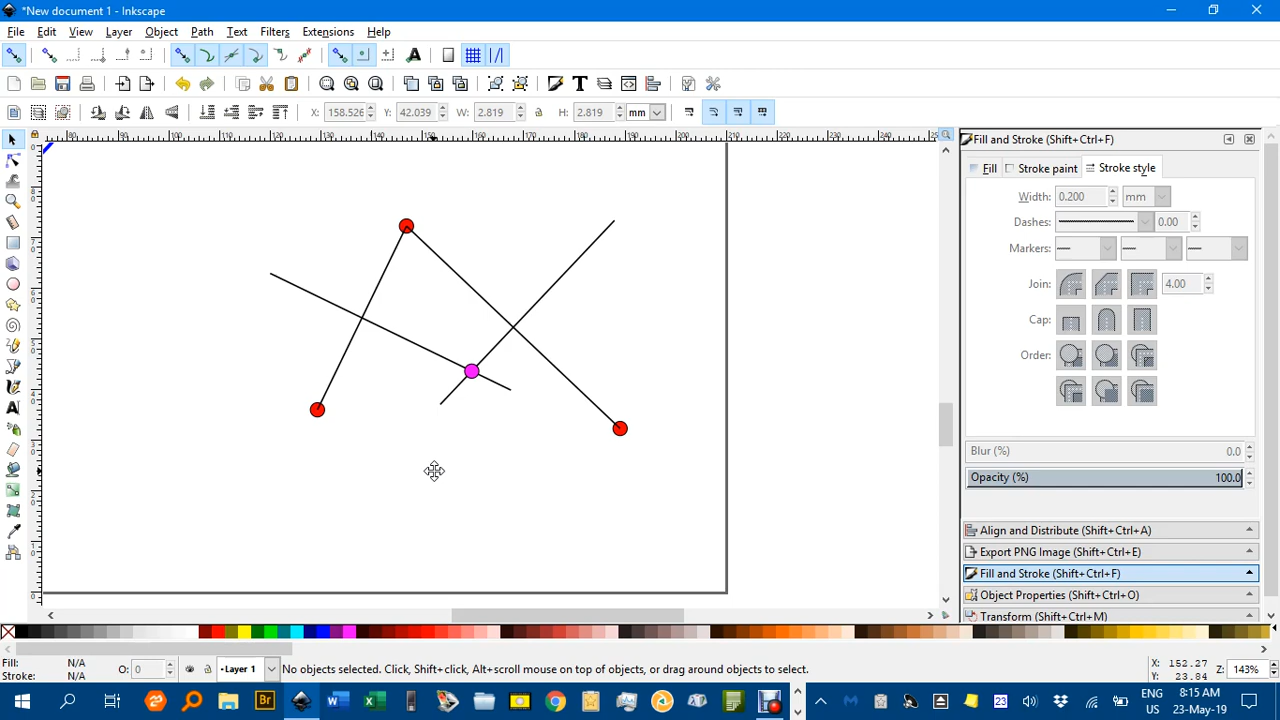 *New document 1 - Inkscape
File Edit View Layer Object Path Text Filters Extensions Help
X: 158.526 Y: 42.039 W: 2.819 H: 2.819 mm
Fill and Stroke (Shift+Ctrl+F)
Fill Stroke paint Stroke style
Width: 0.200 mm
Dashes: 0.00
Markers:
Join: 4.00
Cap:
Order:
Blur (%) 0.0
Opacity (%) 100.0
Align and Distribute (Shift+Ctrl+A)
Export PNG Image (Shift+Ctrl+E)
Fill and Stroke (Shift+Ctrl+F)
Object Properties (Shift+Ctrl+O)
Transform (Shift+Ctrl+M)
Fill: N/A O: 0 Layer 1 No objects selected. Click, Shift+click, Alt+scroll mouse on top of objects, or drag around objects to select. X: 152.27 Z: 143%
Stroke: N/A Y: 23.84
ENG 8:15 AM
US 23-May-19
23
Br